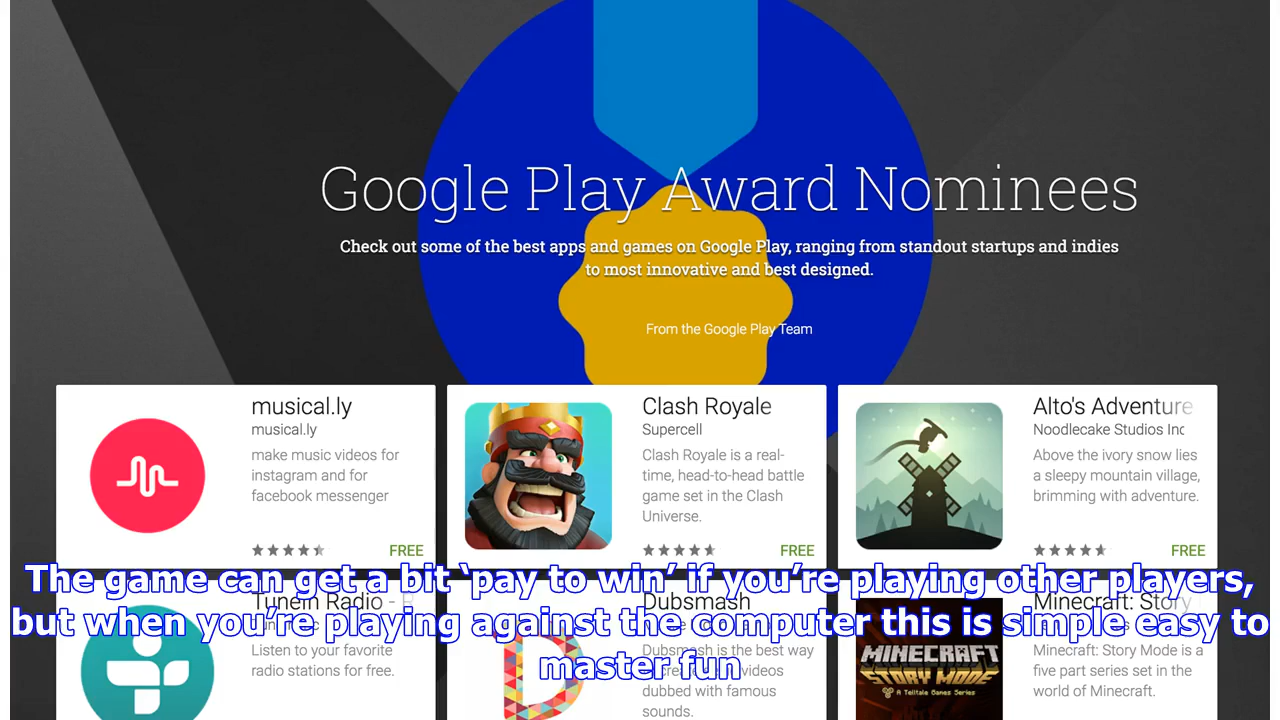 Google Play Award Nominees
Check out some of the best apps and games on Google Play, ranging from standout startups and indies
to most innovative and best designed.
From the Google Play Team
musical.ly
musical.ly
make music videos for
instagram and for
facebook messenger
FREE
Clash Royale
Supercell
Clash Royale is a real-
time, head-to-head battle
game set in the Clash
Universe.
FREE
Alto's Adventure
Noodlecake Studios Inc
Above the ivory snow lies
a sleepy mountain village,
brimming with adventure.
FREE
The game can get a bit ‘pay to win’ if you’re playing other players,
but when you’re playing against the computer this is simple easy to
master fun
TuneIn Radio -
Listen to your favorite
radio stations for free.
Dubsmash
Dubsmash is the best way
videos
dubbed with famous
sounds.
MINECRAFT
STORY MODE
A Telltale Games Series
Minecraft: Story
Minecraft: Story Mode is a
five part series set in the
world of Minecraft.